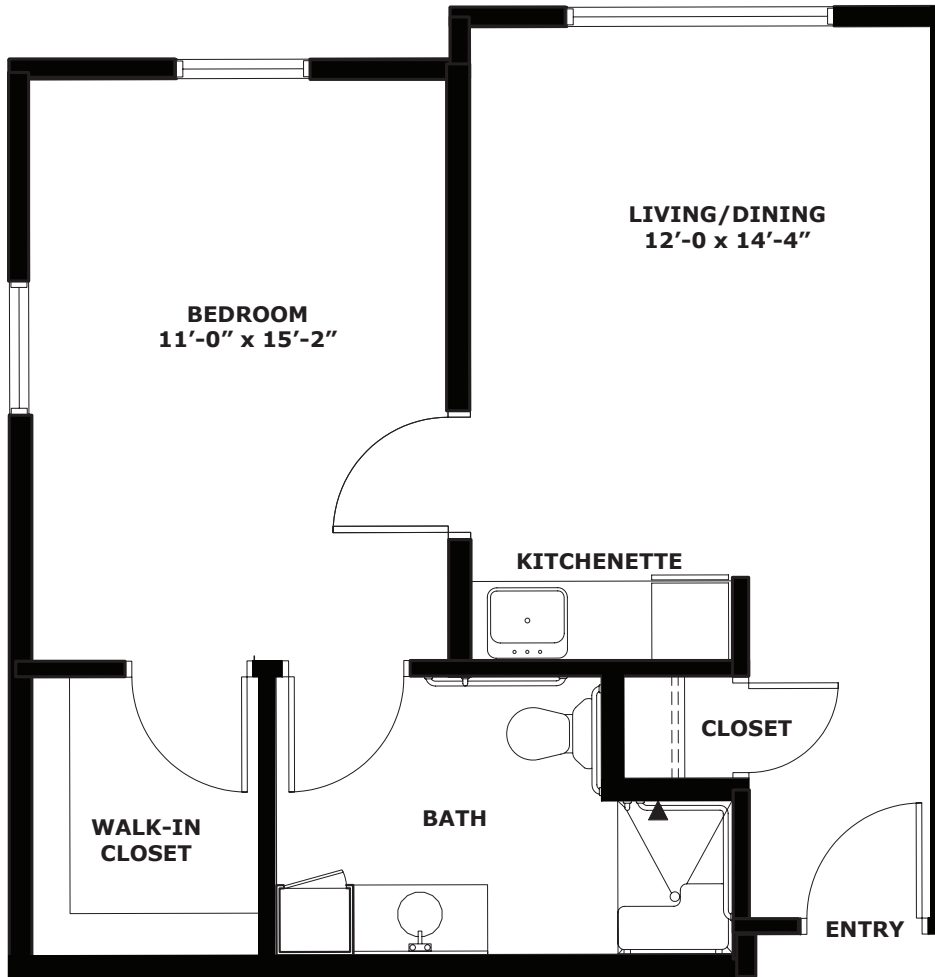 LIVING/DINING
12’-0 x 14’-4”
BEDROOM
11’-0” x 15’-2”
KITCHENETTE
CLOSET
BATH
WALK-IN
CLOSET
ENTRY